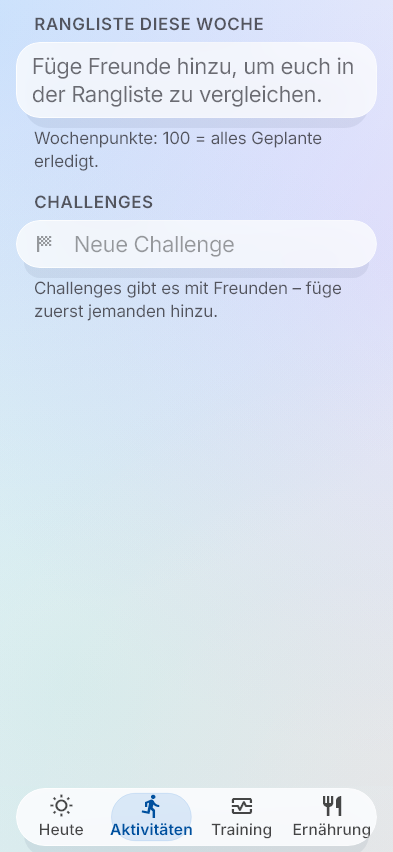 RANGLISTE DIESE WOCHE
Füge Freunde hinzu, um euch in
der Rangliste zu vergleichen.
Wochenpunkte: 100 = alles Geplante
erledigt.
CHALLENGES
Neue Challenge
Challenges gibt es mit Freunden – füge
zuerst jemanden hinzu.
Heute Aktivitäten Training Ernährung